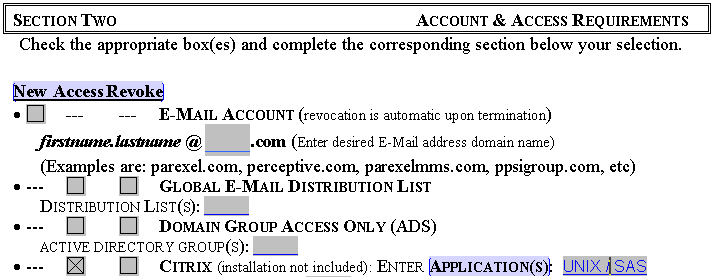 SECTION TWO ACCOUNT & ACCESS REQUIREMENTS
Check the appropriate box(es) and complete the corresponding section below your selection.
New Access Revoke
• --- --- E-MAIL ACCOUNT (revocation is automatic upon termination)
firstname.lastname @ _____.com (Enter desired E-Mail address domain name)
(Examples are: parexel.com, perceptive.com, parexelmms.com, ppsigroup.com, etc)
• --- GLOBAL E-MAIL DISTRIBUTION LIST
DISTRIBUTION LIST(S): _____
• --- DOMAIN GROUP ACCESS ONLY (ADS)
ACTIVE DIRECTORY GROUP(S): _____
• --- CITRIX (installation not included): ENTER APPLICATION(S): UNIX / SAS